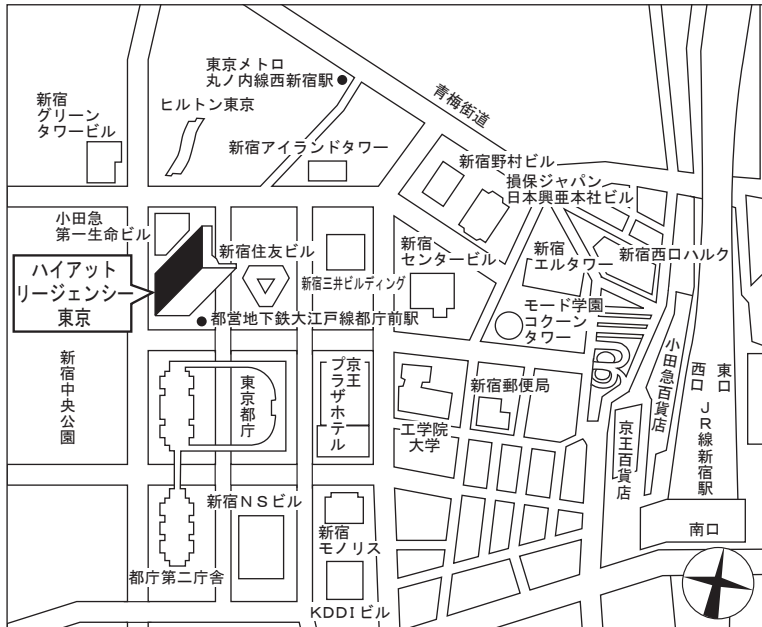 東京メトロ
丸ノ内線西新宿駅
青梅街道
新宿
グリーン
タワービル
ヒルトン東京
新宿アイランドタワー
新宿野村ビル
損保ジャパン
日本興亜本社ビル
小田急
第一生命ビル
新宿住友ビル
新宿三井ビルディング
新宿
センタービル
新宿
エルタワー
新宿西口ハルク
ハイアット
リージェンシー
東京
都営地下鉄大江戸線都庁前駅
モード学園
コクーン
タワー
新宿中央公園
東京都庁
京王
プラザホテル
工学院
大学
新宿郵便局
小田急百貨店
京王百貨店
西口
東口
JR線新宿駅
南口
新宿NSビル
新宿
モノリス
都庁第二庁舎
KDDIビル